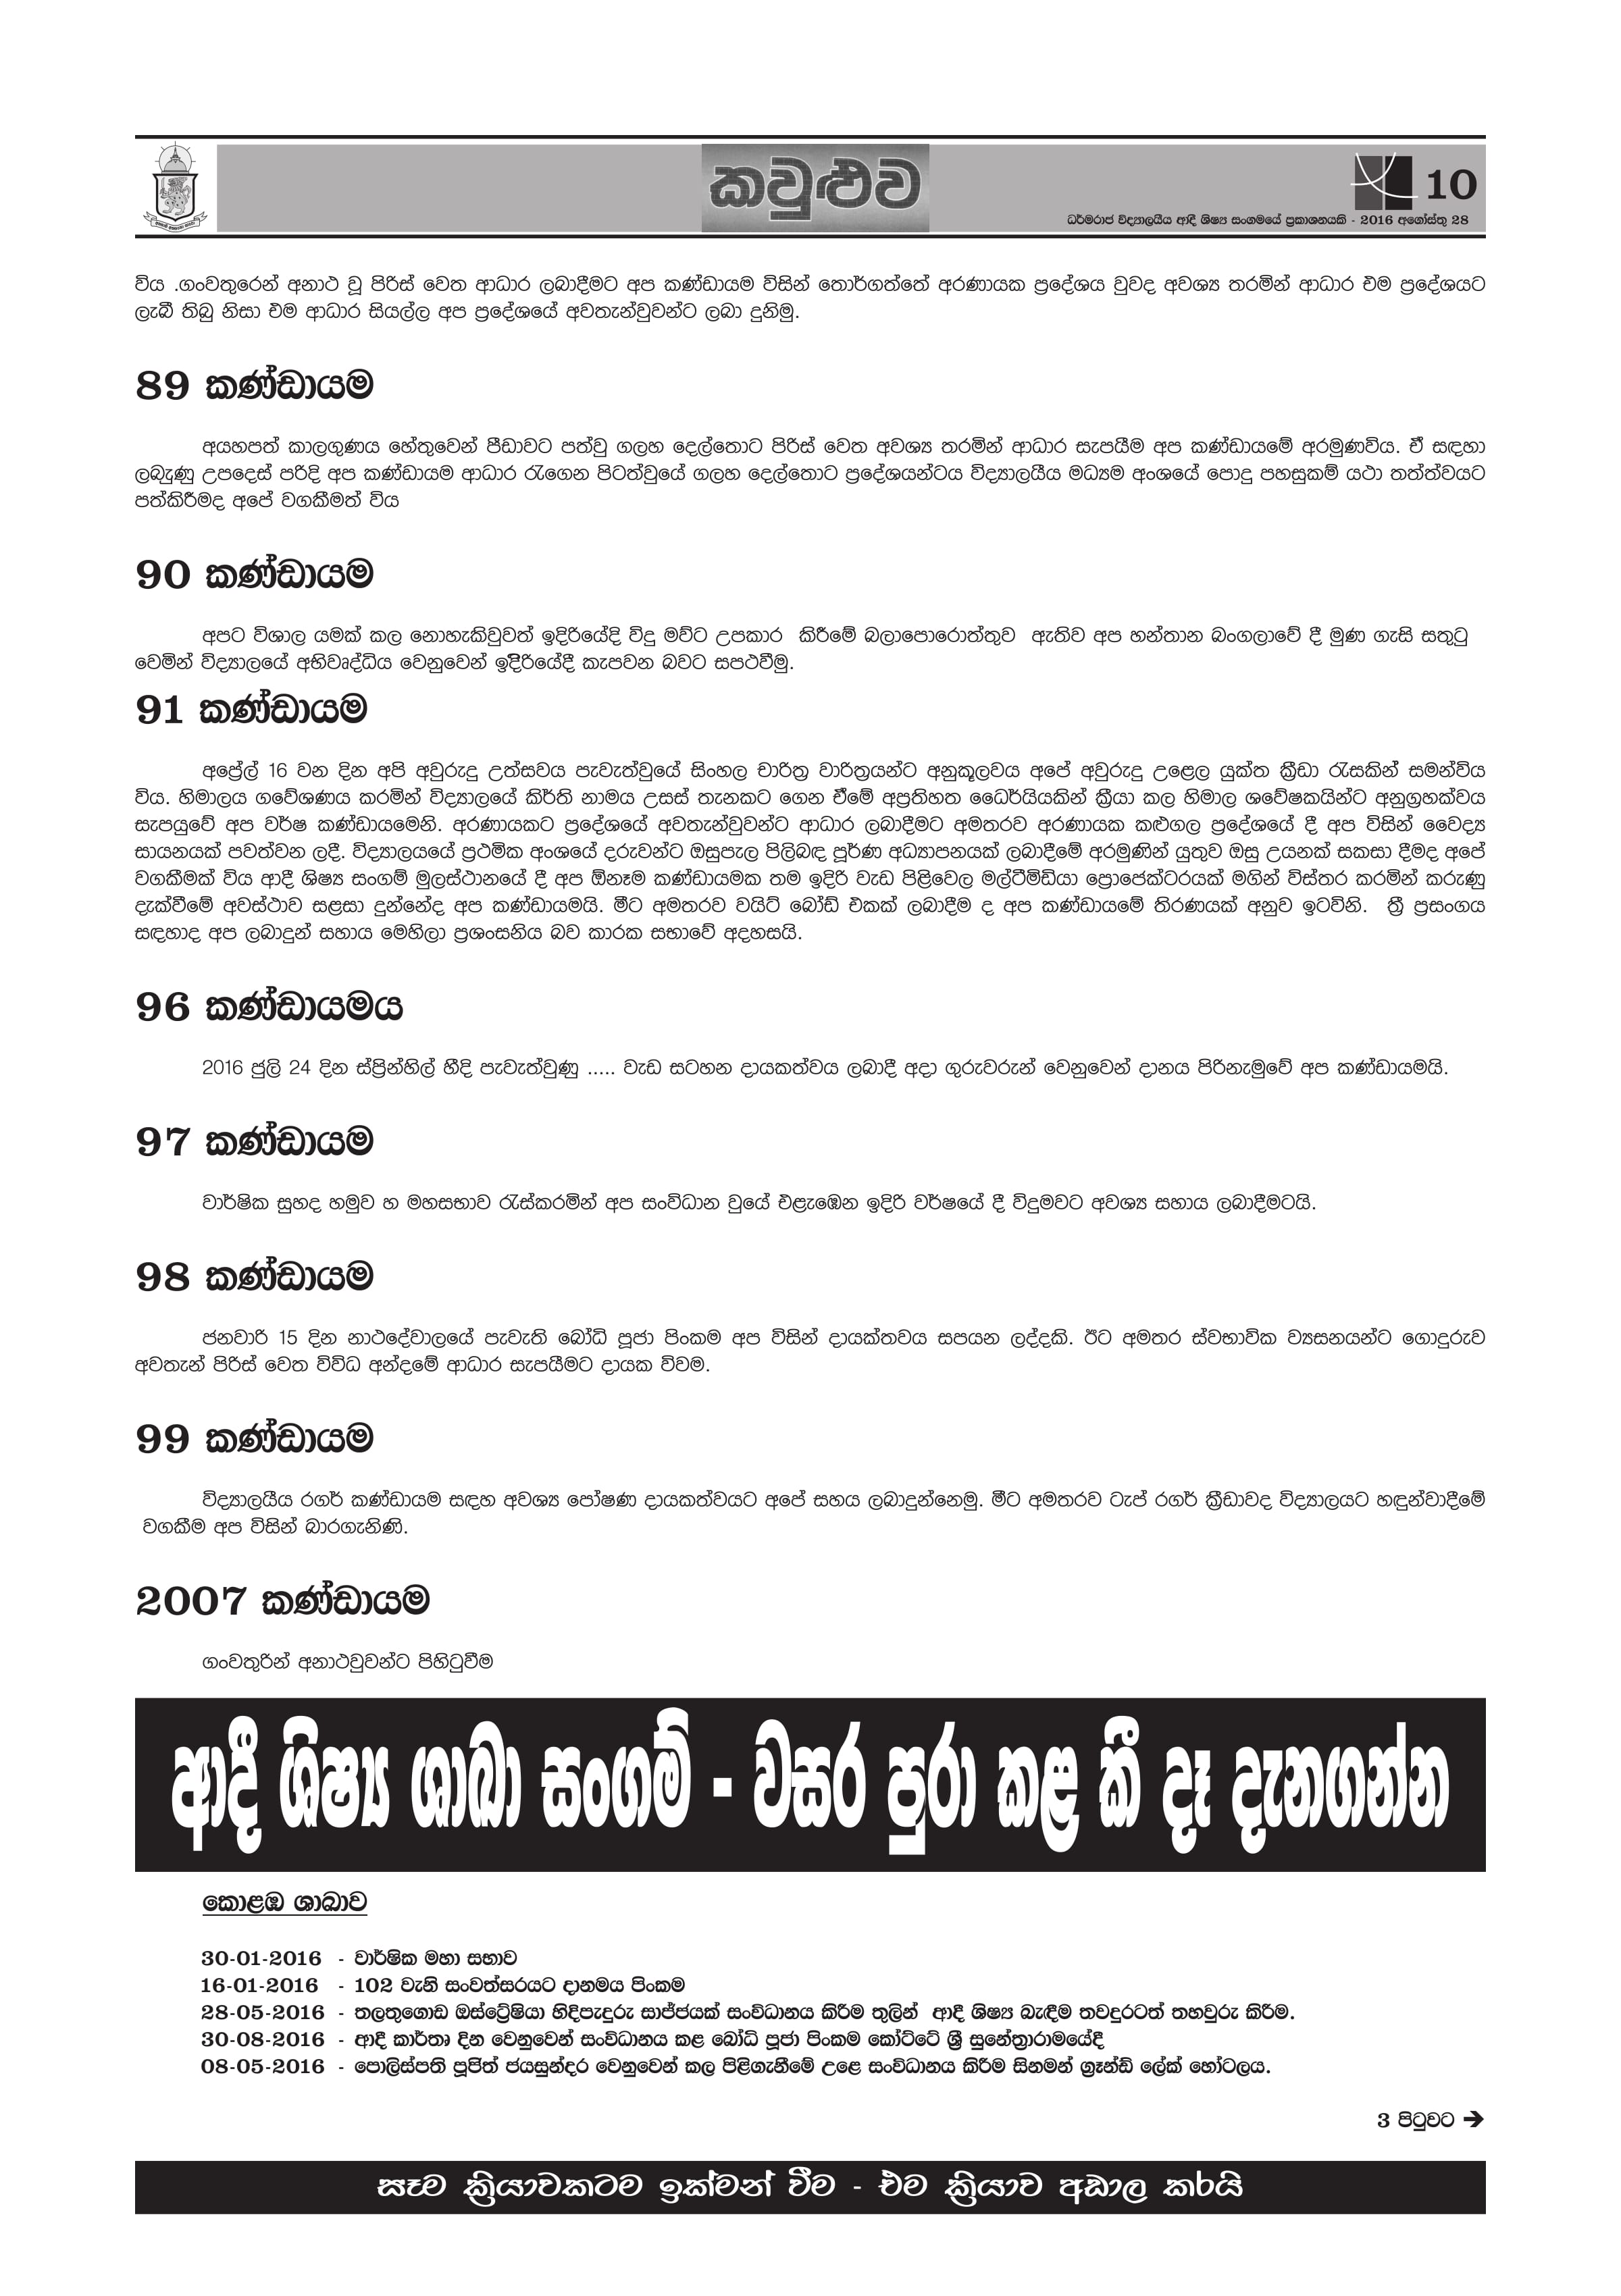 කවුළුව
10
ධර්මරාජ විද්‍යාලයීය ආදී ශිෂ්‍ය සංගමයේ ප්‍රකාශනයකි - 2016 අගෝස්තු 28
විය .ගංවතුරෙන් අනාථ වූ පිරිස් වෙත ආධාර ලබාදීමට අප කණ්ඩායම විසින් තෝර්ගත්තේ අරණායක ප්‍රදේශය වුවද අවශ්‍ය තරමින් ආධාර එම ප්‍රදේශයට
ලැබී තිබු නිසා එම ආධාර සියල්ල අප ප්‍රදේශයේ අවතැන්වුවන්ට ලබා දුනිමු.
89 කණ්ඩායම
අයහපත් කාලගුණය හේතුවෙන් පීඩාවට පත්වු ගලහ දෙල්තොට පිරිස් වෙත අවශ්‍ය තරමින් ආධාර සැපයීම අප කණ්ඩායමේ අරමුණවිය. ඒ සඳහා
ලබුැණු උපදෙස් පරිදි අප කණ්ඩායම ආධාර රැගෙන පිටත්වුයේ ගලහ දෙල්තොට ප්‍රදේශයන්ටය විද්‍යාලයීය මධ්‍යම අංශයේ පොදු පහසුකම් යථා තත්ත්වයට
පත්කිරීමද අපේ වගකීමත් විය
90 කණ්ඩායම
අපට විශාල යමක් කල නොහැකිවුවත් ඉදිරියේදි විදු මව්ට උපකාර කිරීමේ බලාපොරොත්තුව ඇතිව අප හන්තාන බංගලාවේ දී මුණ ගැසි සතුටු
වෙමින් විද්‍යාලයේ අභිවෘද්ධිය වෙනුවෙන් ඉදිරියේදී කැපවන බවට සපථවීමු.
91 කණ්ඩායම
අප්‍රේල් 16 වන දින අපි අවුරුදු උත්සවය පැවැත්වුයේ සිංහල චාරිත්‍ර වාරිත්‍රයන්ට අනුකූලවය අපේ අවුරුදු උළෙල යුක්ත ක්‍රීඩා රැසකින් සමන්විය
විය. හිමාලය ගවේශණය කරමින් විද්‍යාලයේ කිර්ති නාමය උසස් තැනකට ගෙන ඒමේ අප්‍රතිහත ධෛර්යියකින් ක්‍රීයා කල හිමාල ශවේෂකයින්ට අනුග්‍රහක්වය
සැපයුවේ අප වර්ෂ කණ්ඩායමෙනි. අරණායකට ප්‍රදේශයේ අවතැන්වුවන්ට ආධාර ලබාදීමට අමතරව අරණායක කළුගල ප්‍රදේශයේ දී අප විසින් වෛද්‍ය
සායනයක් පවත්වන ලදී. විද්‍යාලයයේ ප්‍රථමික අංශයේ දරුවන්ට ඔසුපැල පිලිබඳ පූර්ණ අධ්‍යාපනයක් ලබාදීමේ අරමුණින් යුතුව ඔසු උයනක් සකසා දීමද අපේ
වගකීමක් විය ආදී ශිෂ්‍ය සංගම් මුලස්ථානයේ දී අප ඕනෑම කණ්ඩායමක තම ඉදිරි වැඩ පිළිවෙල මල්ටීමිඩියා ප්‍රොජෙක්ටරයක් මගින් විස්තර කරමින් කරුණු
දැක්වීමේ අවස්ථාව සළසා දුන්නේද අප කණ්ඩායමයි. මීට අමතරව වයිට් බෝඩ් එකක් ලබාදීම ද අප කණ්ඩායමේ තිරණයක් අනුව ඉටවිනි. ත්‍රී ප්‍රසංගය
සඳහාද අප ලබාදුන් සහාය මෙහිලා ප්‍රශංසනිය බව කාරක සභාවේ අදහසයි.
96 කණ්ඩායමය
2016 ජුලි 24 දින ස්ප්‍රින්හිල් හීදි පැවැත්වුණු ..... වැඩ සටහන දායකත්වය ලබාදී අදා ගුරුවරුන් වෙනුවෙන් දානය පිරිනැමුවේ අප කණ්ඩායමයි.
97 කණ්ඩායම
වාර්ෂික සුහද හමුව හ මහසභාව රැස්කරමින් අප සංවිධාන වුයේ එළැඹෙන ඉදිරි වර්ෂයේ දී විදුමවට අවශ්‍ය සහාය ලබාදීමටයි.
98 කණ්ඩායම
ජනවාරි 15 දින නාථදේවාලයේ පැවැති බෝධි පූජා පිංකම අප විසින් දායක්තවය සපයන ලද්දකි. ඊට අමතර ස්වභාවික ව්‍යසනයන්ට ගොදුරුව
අවතැන් පිරිස් වෙත විවිධ අන්දමේ ආධාර සැපයීමට දායක විවම.
99 කණ්ඩායම
විද්‍යාලයීය රගර් කණ්ඩායම සඳහ අවශ්‍ය පෝෂණ දායකත්වයට අපේ සහය ලබාදුන්නෙමු. මීට අමතරව ටැප් රගර් ක්‍රීඩාවද විද්‍යාලයට හඳුන්වාදීමේ
වගකීම අප විසින් බාරගැනිණි.
2007 කණ්ඩායම
ගංවතුරින් අනාථවුවන්ට පිහිටුවීම
ආදී ශිෂ්‍ය ශාඛා සංගම් - වසර පුරා කළ කී දෑ දැනගන්න
කොළඹ ශාඛාව
30-01-2016 - වාර්ෂික මහා සභාව
16-01-2016 - 102 වැනි සංවත්සරයට දානමය පිංකම
28-05-2016 - තලතුගොඩ ඔස්ට්‍රේෂියා හිඳිපැදුරු සාජ්ජයක් සංවිධානය කිරීම තුලින් ආදී ශිෂ්‍ය බැඳීම තවදුරටත් තහවුරු කිරීම.
30-08-2016 - ආදී කාර්තෘ දින වෙනුවෙන් සංවිධානය කළ බෝධි පූජා පිංකම කෝට්ටේ ශ්‍රී සුනේත්‍රාරාමයේදී
08-05-2016 - පොලිස්පති පූජිත් ජයසුන්දර වෙනුවෙන් කල පිළිගැනීමේ උළෙ සංවිධානය කිරීම සිනමන් ග්‍රෑන්ඩ් ලේක් හෝටලය.
3 පිටුවට →
සෑම ක්‍රියාවකටම ඉක්මන් වීම - එම ක්‍රියාව අඩාල කරයි